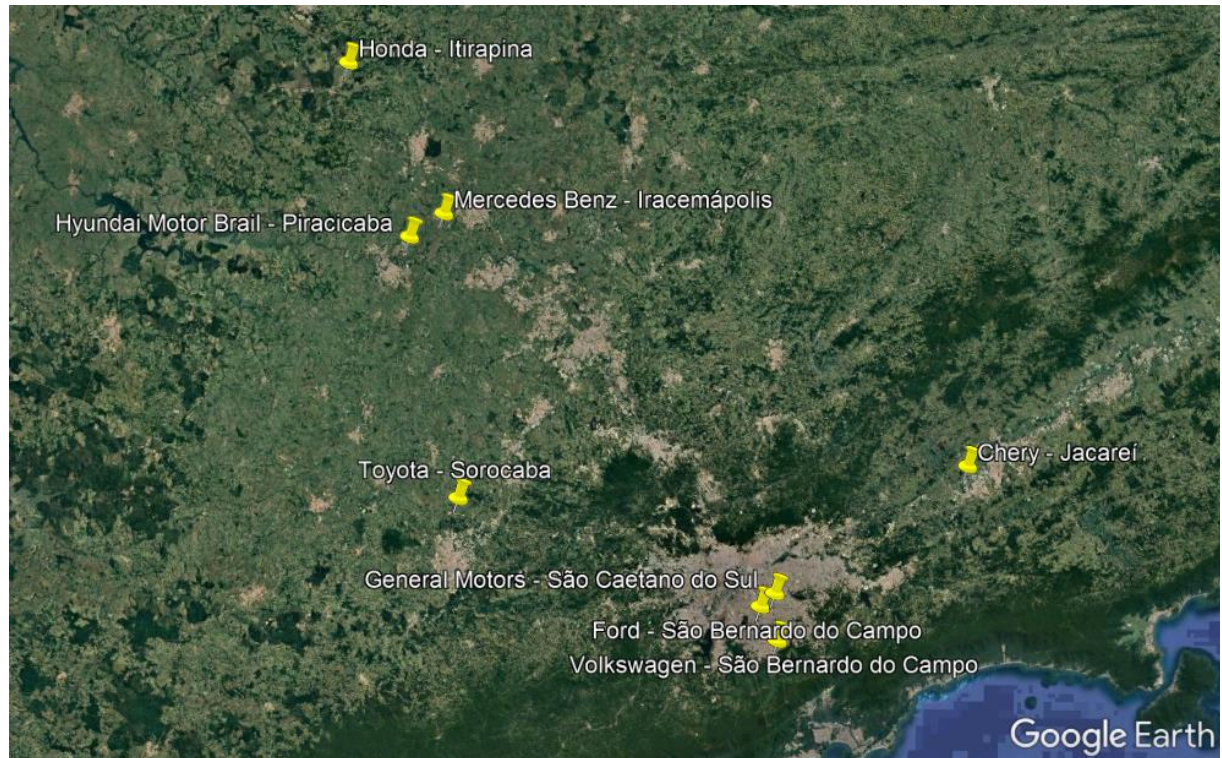 Honda - Itirapina
Mercedes Benz - Iracemápolis
Hyundai Motor Brail - Piracicaba
Chery - Jacareí
Toyota - Sorocaba
General Motors - São Caetano do Sul
Ford - São Bernardo do Campo
Volkswagen - São Bernardo do Campo
Google Earth